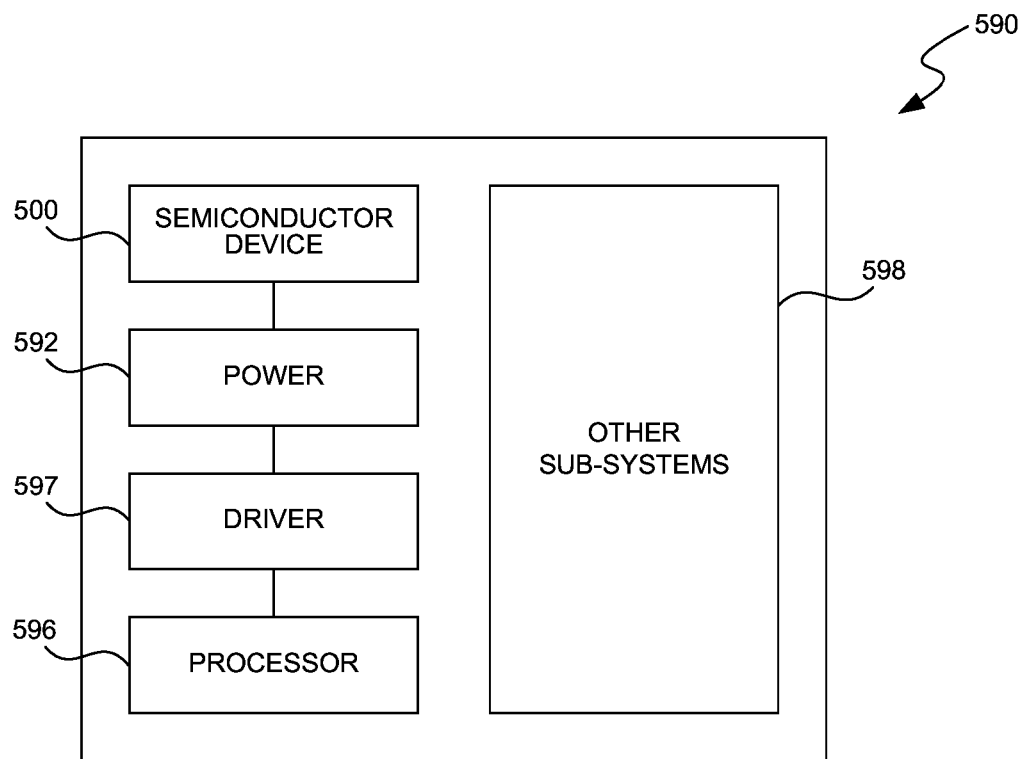 590
500
SEMICONDUCTOR
DEVICE
598
592
POWER
OTHER
SUB-SYSTEMS
597
DRIVER
596
PROCESSOR